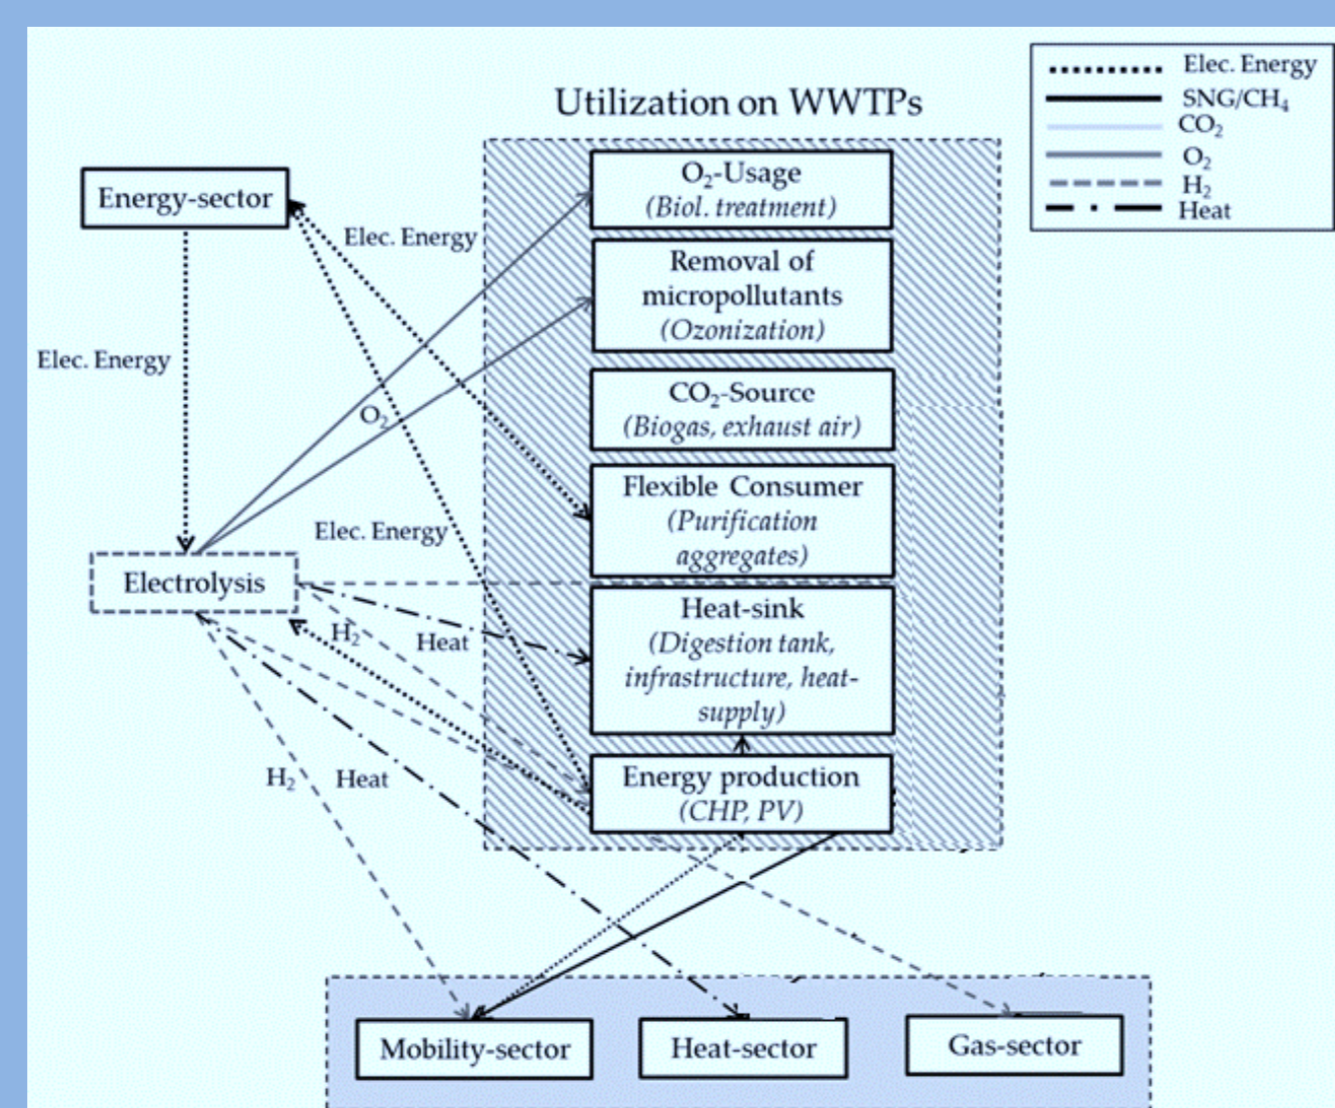 Utilization on WWTPs
Elec. Energy
SNG/CH₄
CO₂
O₂
H₂
Heat
Energy-sector
Elec. Energy
Elec. Energy
O₂
Elec. Energy
Electrolysis
H₂
Heat
H₂
Heat
O₂-Usage
(Biol. treatment)
Removal of
micropollutants
(Ozonization)
CO₂-Source
(Biogas, exhaust air)
Flexible Consumer
(Purification
aggregates)
Heat-sink
(Digestion tank,
infrastructure, heat-
supply)
Energy production
(CHP, PV)
Mobility-sector
Heat-sector
Gas-sector